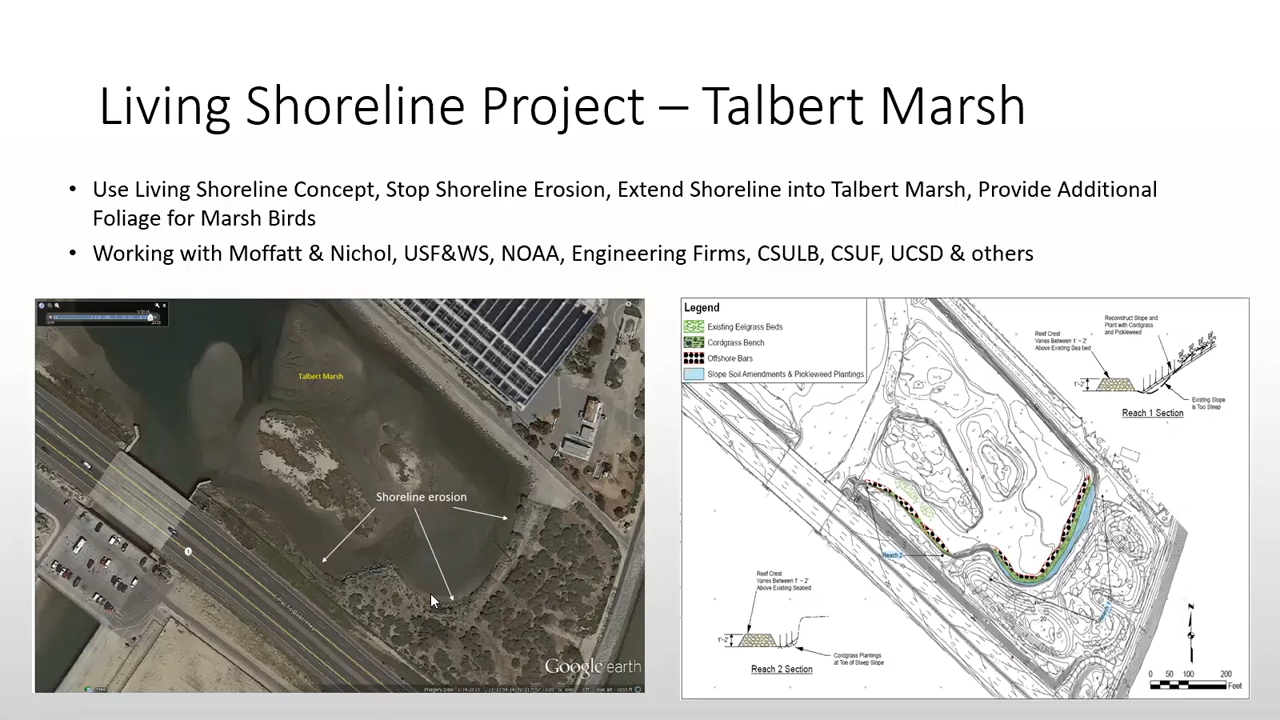 Living Shoreline Project – Talbert Marsh
• Use Living Shoreline Concept, Stop Shoreline Erosion, Extend Shoreline into Talbert Marsh, Provide Additional
Foliage for Marsh Birds
• Working with Moffatt & Nichol, USF&WS, NOAA, Engineering Firms, CSULB, CSUF, UCSD & others
Talbert Marsh
Shoreline erosion
Google earth
Legend
Existing Eelgrass Beds
Cordgrass Bench
Offshore Bars
Slope Soil Amendments & Pickleweed Plantings
Reef Crest
Varies Between 1' ~ 2'
Above Existing Seabed
Reconstruct Slope and
Plant with Cordgrass
and Pickleweed
1'~2'
Existing Slope
is Too Steep
Reach 1 Section
Reach 2
Reef Crest
Varies Between 1' ~ 2'
Above Existing Seabed
1'~2'
Cordgrass Plantings
at Toe of Steep Slope
Reach 2 Section
N
0 50 100 200
Feet